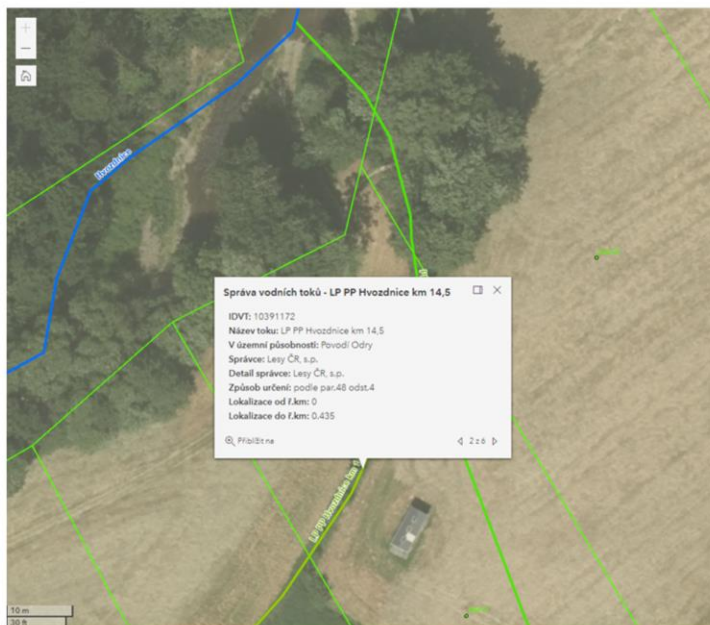 +
−
Hvozdnice
Správa vodních toků - LP PP Hvozdnice km 14,5
IDVT: 10391172
Název toku: LP PP Hvozdnice km 14,5
V územní působnosti: Povodí Odry
Správce: Lesy ČR, s.p.
Detail správce: Lesy ČR, s.p.
Způsob určení: podle par.48 odst.4
Lokalizace od ř.km: 0
Lokalizace do ř.km: 0.435
Přiblížit na
2 z 6
LP PP Hvozdnice km
10 m
30 ft